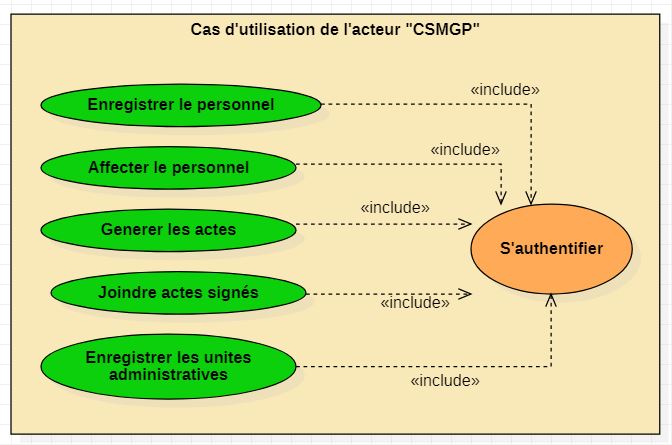 Cas d'utilisation de l'acteur "CSMGP"
«include»
Enregistrer le personnel
«include»
Affecter le personnel
«include»
Generer les actes
S'authentifier
Joindre actes signés
«include»
Enregistrer les unites
administratives
«include»